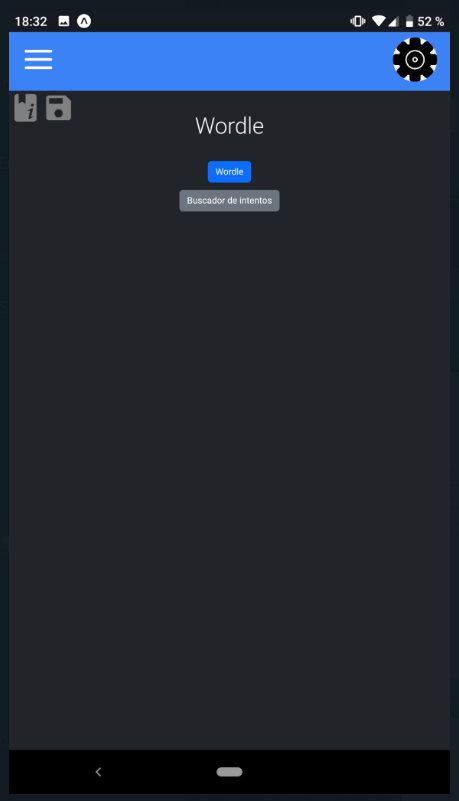 18:32 52 %
Wordle
Wordle
Buscador de intentos